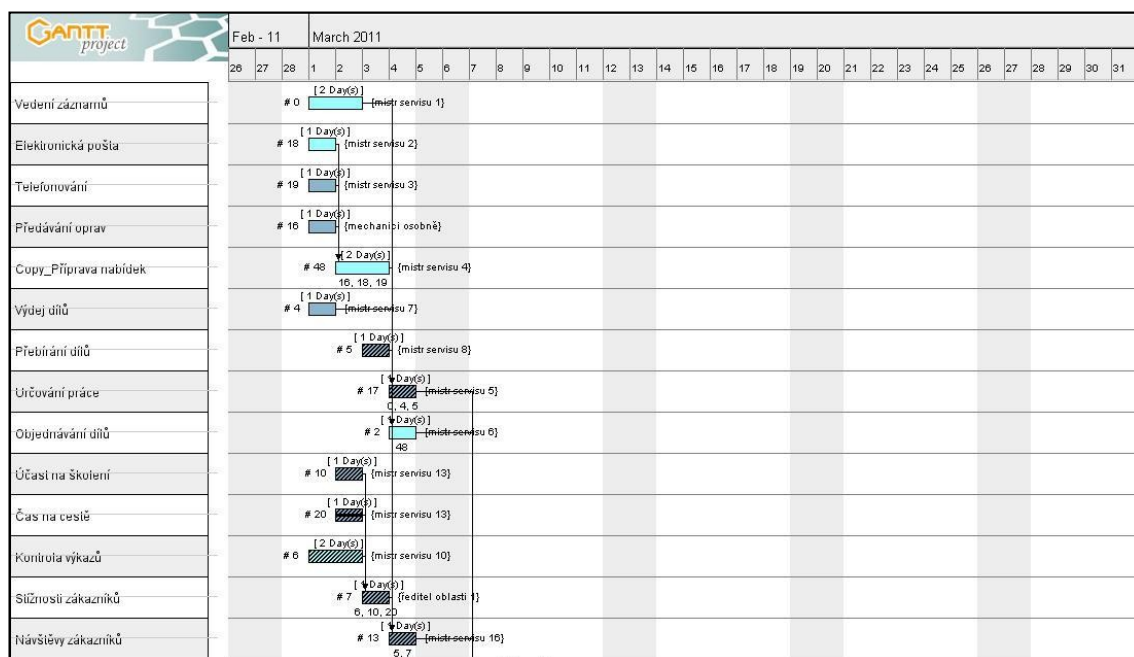 GANTT
project
Feb - 11
March 2011
26 27 28 1 2 3 4 5 6 7 8 9 10 11 12 13 14 15 16 17 18 19 20 21 22 23 24 25 26 27 28 29 30 31
Vedení záznamů
[ 2 Day(s) ]
# 0
{mistr servisu 1}
Elektronická pošta
[ 1 Day(s) ]
# 18
{mistr servisu 2}
Telefonování
[ 1 Day(s) ]
# 19
{mistr servisu 3}
Předávání oprav
[ 1 Day(s) ]
# 16
{mechanici osobně}
Copy_Příprava nabídek
[ 2 Day(s) ]
# 48
{mistr servisu 4}
16, 18, 19
Výdej dílů
[ 1 Day(s) ]
# 4
{mistr servisu 7}
Přebírání dílů
[ 1 Day(s) ]
# 5
{mistr servisu 8}
Určování práce
[ 1 Day(s) ]
# 17
{mistr servisu 5}
0, 4, 5
Objednávání dílů
[ 1 Day(s) ]
# 2
{mistr servisu 6}
48
Účast na školení
[ 1 Day(s) ]
# 10
{mistr servisu 13}
Čas na cestě
[ 1 Day(s) ]
# 20
{mistr servisu 13}
Kontrola výkazů
[ 2 Day(s) ]
# 6
{mistr servisu 10}
Stížnosti zákazníků
[ 1 Day(s) ]
# 7
{ředitel oblasti 1}
6, 10, 20
Návštěvy zákazníků
[ 1 Day(s) ]
# 13
{mistr servisu 16}
5, 7